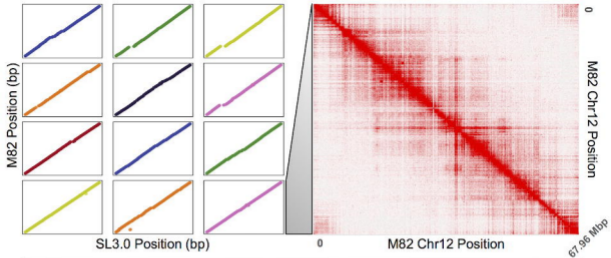 M82 Position (bp)
SL3.0 Position (bp)
0
M82 Chr12 Position
0
M82 Chr12 Position
67.96 Mbp